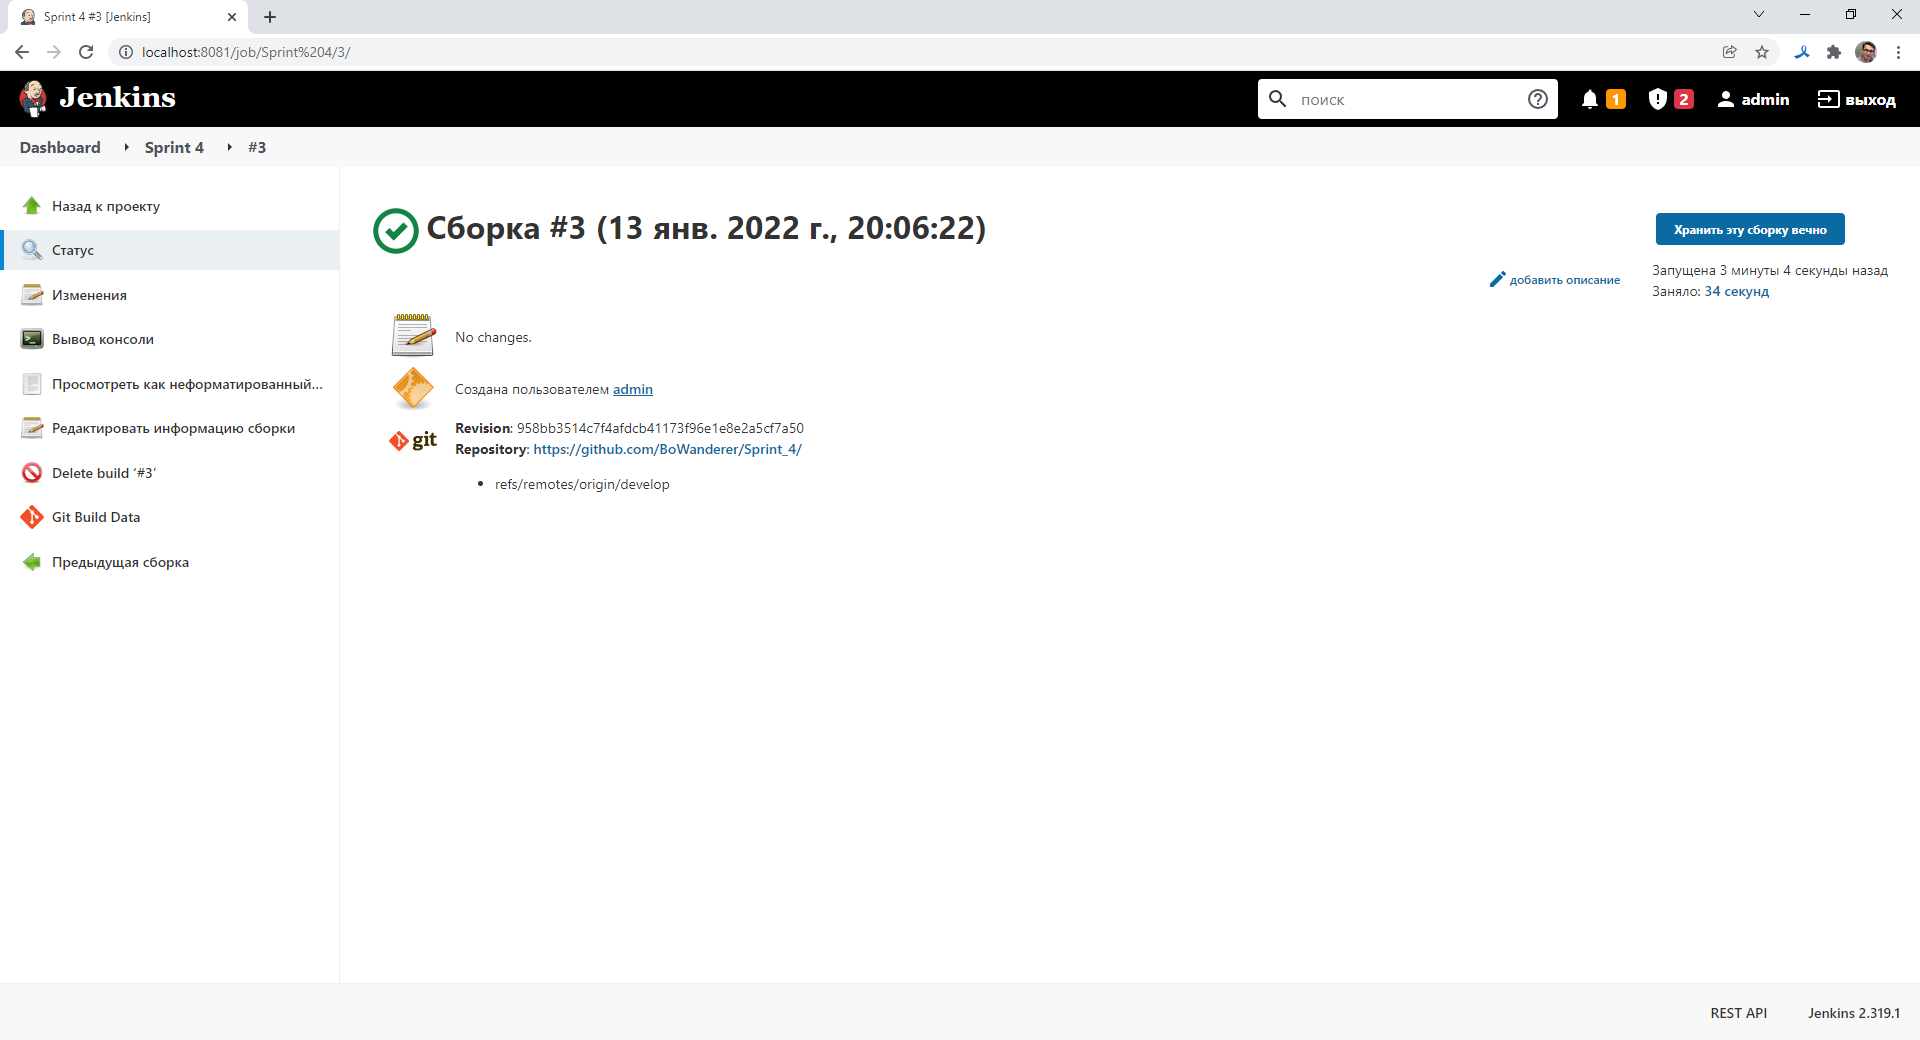 Sprint 4 #3 [Jenkins]
localhost:8081/job/Sprint%204/3/
Jenkins
поиск
1
2
admin
выход
Dashboard
Sprint 4
#3
Назад к проекту
Статус
Изменения
Вывод консоли
Просмотреть как неформатированный...
Редактировать информацию сборки
Delete build ‘#3’
Git Build Data
Предыдущая сборка
Сборка #3 (13 янв. 2022 г., 20:06:22)
Хранить эту сборку вечно
добавить описание
Запущена 3 минуты 4 секунды назад
Заняло: 34 секунд
No changes.
Создана пользователем admin
git
Revision: 958bb3514c7f4afdcb41173f96e1e8e2a5cf7a50
Repository: https://github.com/BoWanderer/Sprint_4/
• refs/remotes/origin/develop
REST API
Jenkins 2.319.1